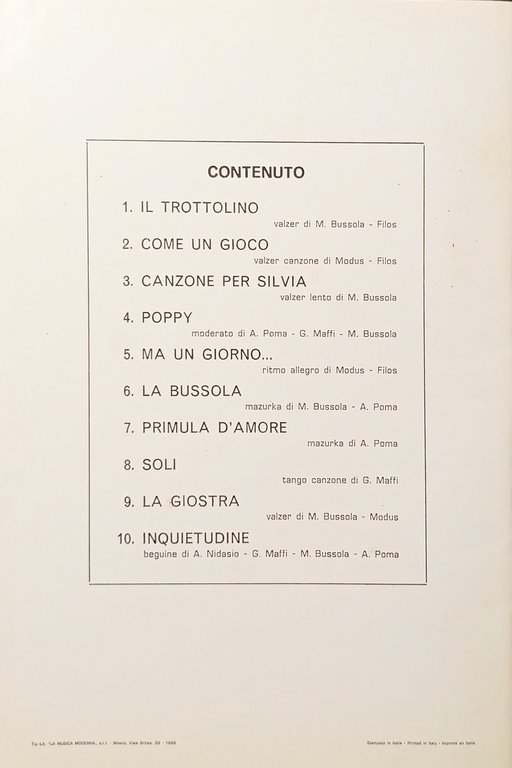 CONTENUTO
1. IL TROTTOLINO
valzer di M. Bussola - Filos
2. COME UN GIOCO
valzer canzone di Modus - Filos
3. CANZONE PER SILVIA
valzer lento di M. Bussola
4. POPPY
moderato di A. Poma - G. Maffi - M. Bussola
5. MA UN GIORNO...
ritmo allegro di Modus - Filos
6. LA BUSSOLA
mazurka di M. Bussola - A. Poma
7. PRIMULA D'AMORE
mazurka di A. Poma
8. SOLI
tango canzone di G. Maffi
9. LA GIOSTRA
valzer di M. Bussola - Modus
10. INQUIETUDINE
beguine di A. Nidasio - G. Maffi - M. Bussola - A. Poma
"LA MUSICA MODERNA, s.r.l. Milano, Viale
Stampato in Italia - Printed in Italy - Imprimé en Italie